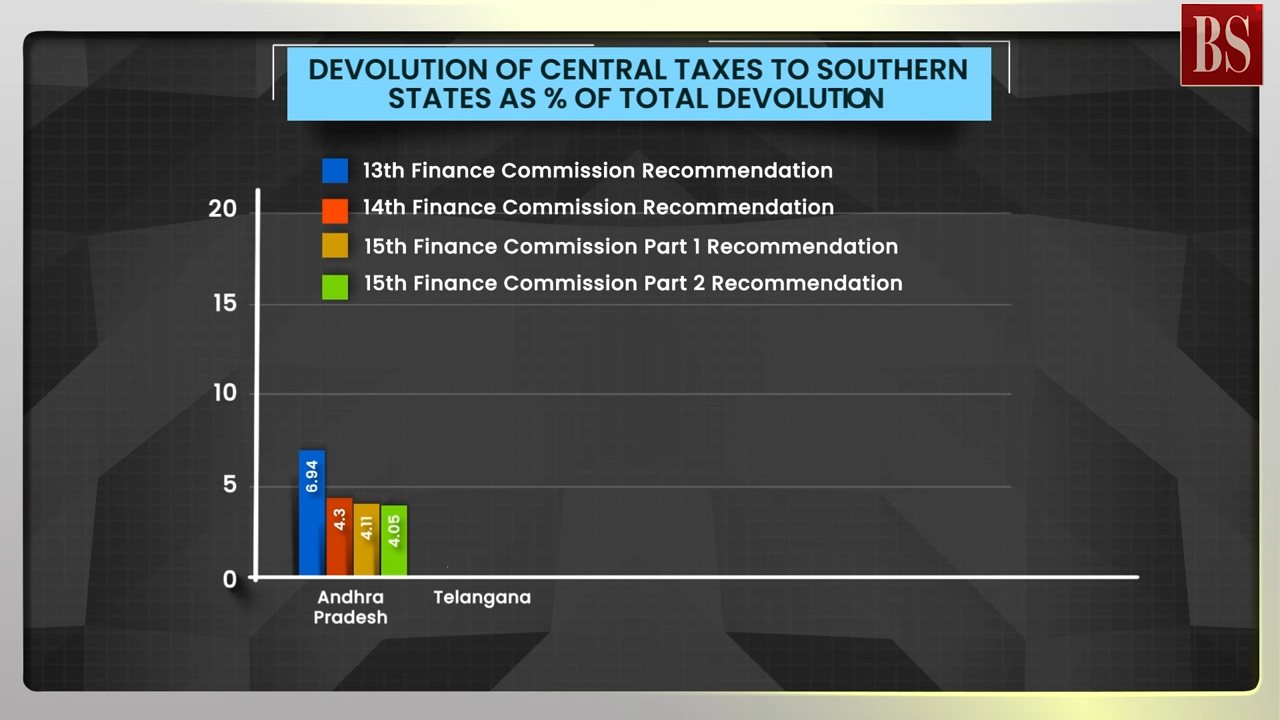 BS
DEVOLUTION OF CENTRAL TAXES TO SOUTHERN
STATES AS % OF TOTAL DEVOLUTION
13th Finance Commission Recommendation
14th Finance Commission Recommendation
15th Finance Commission Part 1 Recommendation
15th Finance Commission Part 2 Recommendation
20
15
10
5
0
6.94
4.3
4.11
4.05
Andhra
Pradesh
Telangana